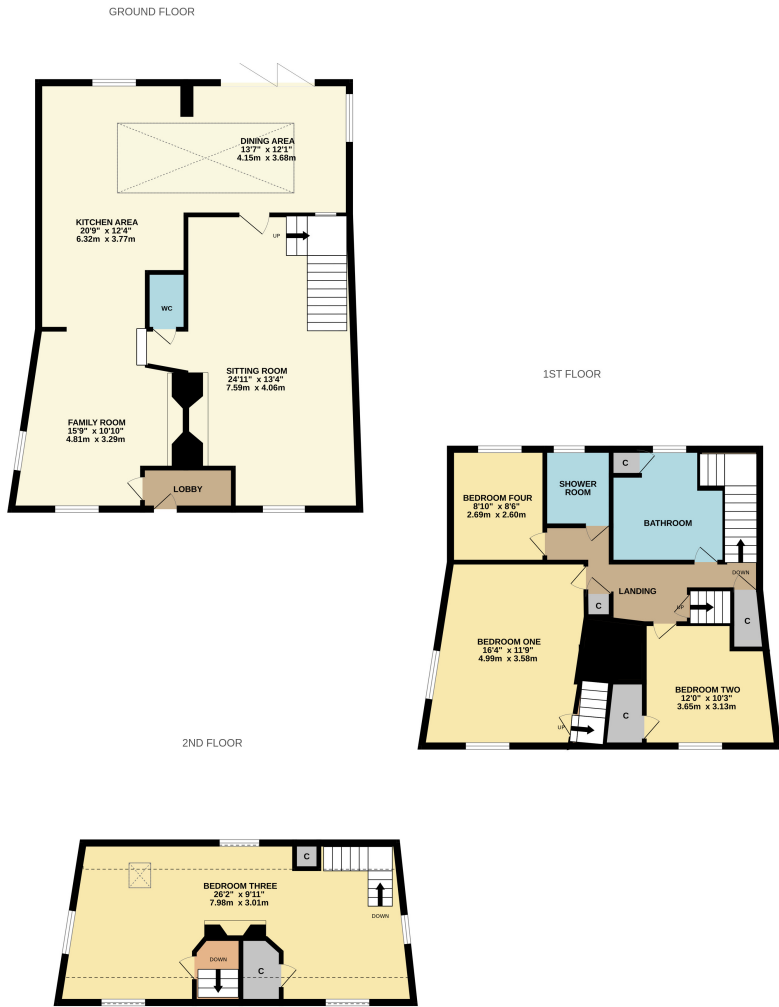 GROUND FLOOR
DINING AREA
13'7" x 12'1"
4.15m x 3.68m
KITCHEN AREA
20'9" x 12'4"
6.32m x 3.77m
UP
WC
SITTING ROOM
24'11" x 13'4"
7.59m x 4.06m
FAMILY ROOM
15'9" x 10'10"
4.81m x 3.29m
LOBBY
1ST FLOOR
C
SHOWER
ROOM
BEDROOM FOUR
8'10" x 8'6"
2.69m x 2.60m
BATHROOM
DOWN
LANDING
C
UP
C
BEDROOM ONE
16'4" x 11'9"
4.99m x 3.58m
BEDROOM TWO
12'0" x 10'3"
3.65m x 3.13m
C
UP
2ND FLOOR
C
BEDROOM THREE
26'2" x 9'11"
7.98m x 3.01m
DOWN
DOWN
C